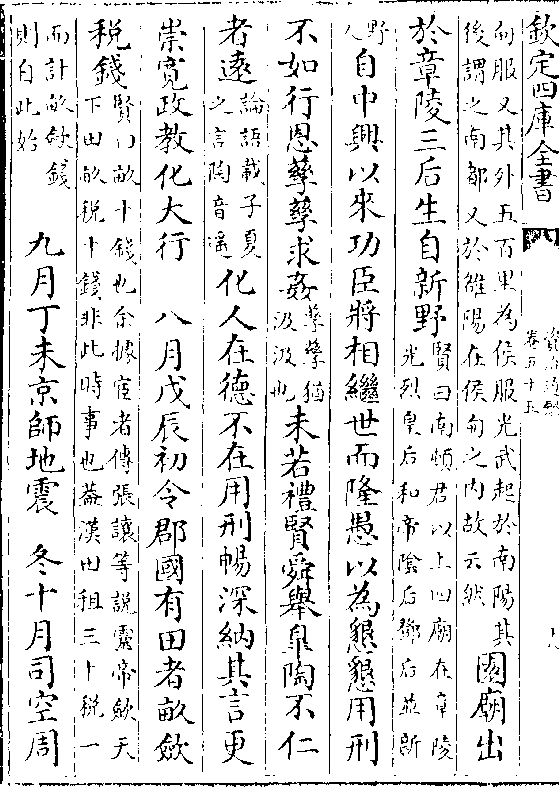 欽定四庫全書
資治通鑑
卷五十五
甸服又其外五百里為侯服光武起於南陽其
後謂之南都又於雒陽在侯甸之内故云然
園廟出
於章陵三后生自新野
賢曰南頓君以上四廟在章陵
光烈皇后和帝陰后鄧后並新
野
人
自中興以來功臣將相繼世而隆愚以為懇懇用刑
不如行恩孳孳求姦
孳孳猶
汲汲也
未若禮賢舜舉臯陶不仁
者逺
論語載子夏
之言陶音遥
化人在德不在用刑暢深納其言更
崇寛政教化大行
八月戊辰初令郡國有田者畝斂
税錢
賢曰畝十錢也余據宦者傳張讓等説靈帝斂天
下田畝税十錢非此時事也蓋漢田租三十税一
而計畝斂錢
則自此始
九月丁未京師地震
冬十月司空周